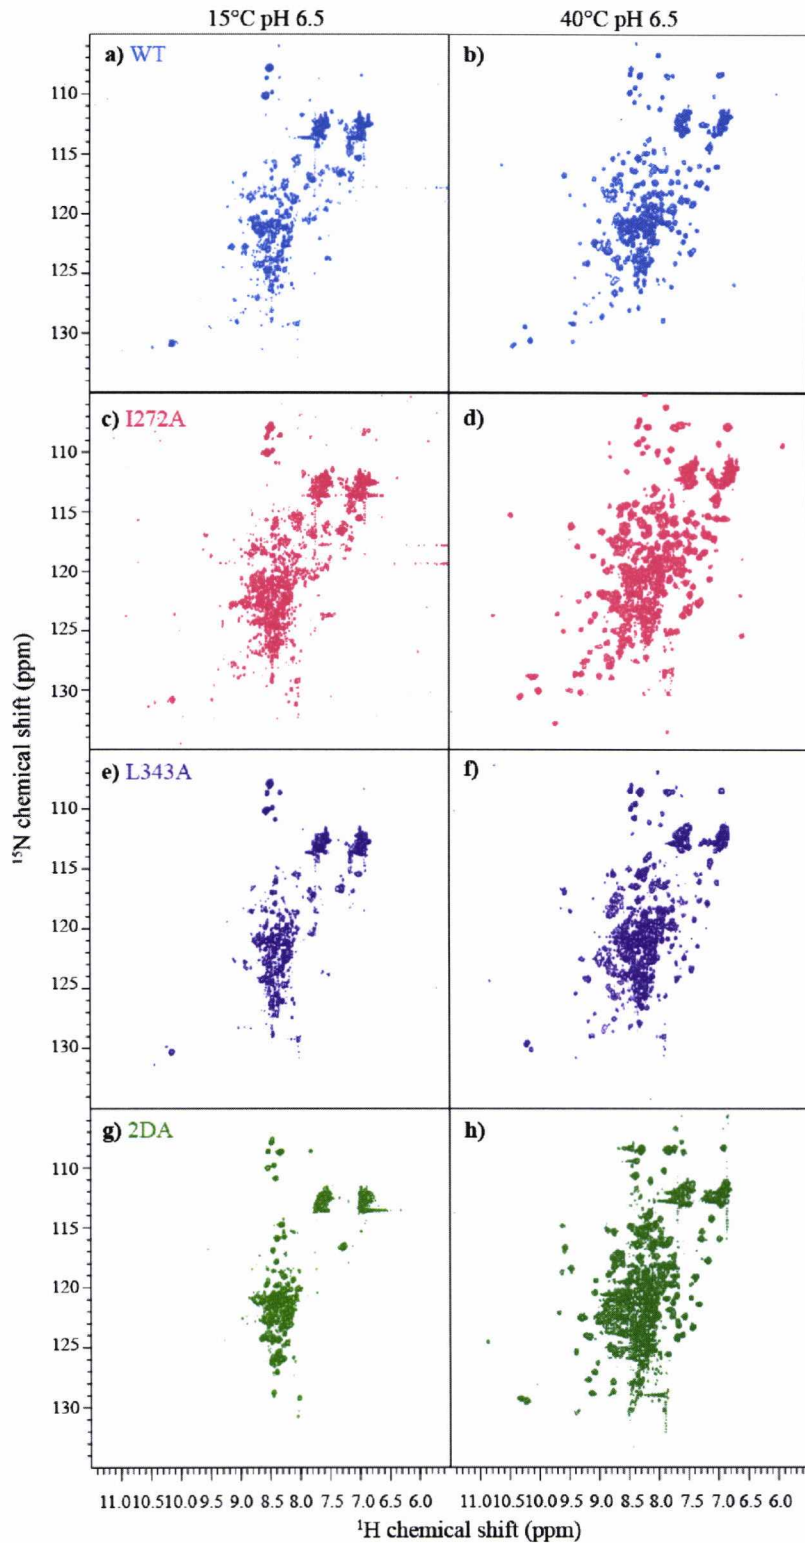 15°C pH 6.5
40°C pH 6.5
a) WT
b)
110
115
120
125
130
c) I272A
d)
110
115
120
125
130
e) L343A
f)
110
115
120
125
130
g) 2DA
h)
110
115
120
125
130
¹⁵N chemical shift (ppm)
11.0 10.5 10.0 9.5 9.0 8.5 8.0 7.5 7.0 6.5 6.0
11.0 10.5 10.0 9.5 9.0 8.5 8.0 7.5 7.0 6.5 6.0
¹H chemical shift (ppm)